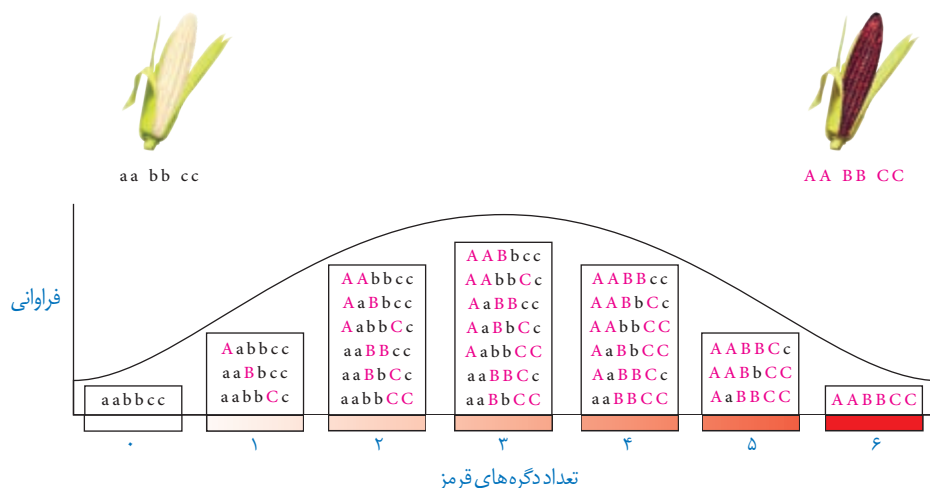 aa bb cc
AA BB CC
فراوانی
aabbcc
Aabbcc
aaBbcc
aabbCc
AAbbcc
AaBbcc
AabbCc
aaBBcc
aaBbCc
aabbCC
AABbcc
AAbbCc
AaBBcc
AaBbCc
AabbCC
aaBBCc
aaBbCC
AABBcc
AABbCc
AAbbCC
AaBbCC
AaBBCc
aaBBCC
AABBCc
AABbCC
AaBBCC
AABBCC
۰
۱
۲
۳
۴
۵
۶
تعداد دگره‌های قرمز